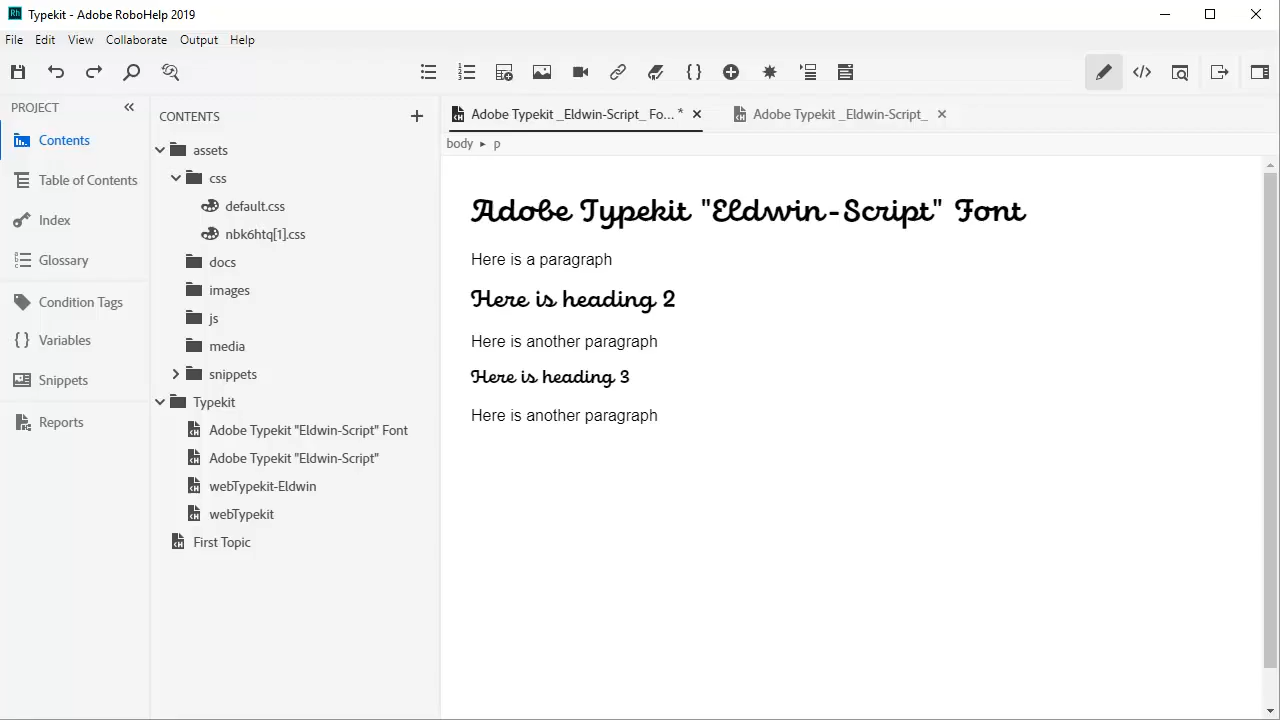 Rh Typekit - Adobe RoboHelp 2019
File Edit View Collaborate Output Help
PROJECT
Contents
Table of Contents
Index
Glossary
Condition Tags
Variables
Snippets
Reports
CONTENTS
assets
css
default.css
nbk6htq[1].css
docs
images
js
media
snippets
Typekit
Adobe Typekit "Eldwin-Script" Font
Adobe Typekit "Eldwin-Script"
webTypekit-Eldwin
webTypekit
First Topic
Adobe Typekit _Eldwin-Script_ Fo... *
Adobe Typekit _Eldwin-Script_
body ▸ p
Adobe Typekit "Eldwin-Script" Font
Here is a paragraph
Here is heading 2
Here is another paragraph
Here is heading 3
Here is another paragraph